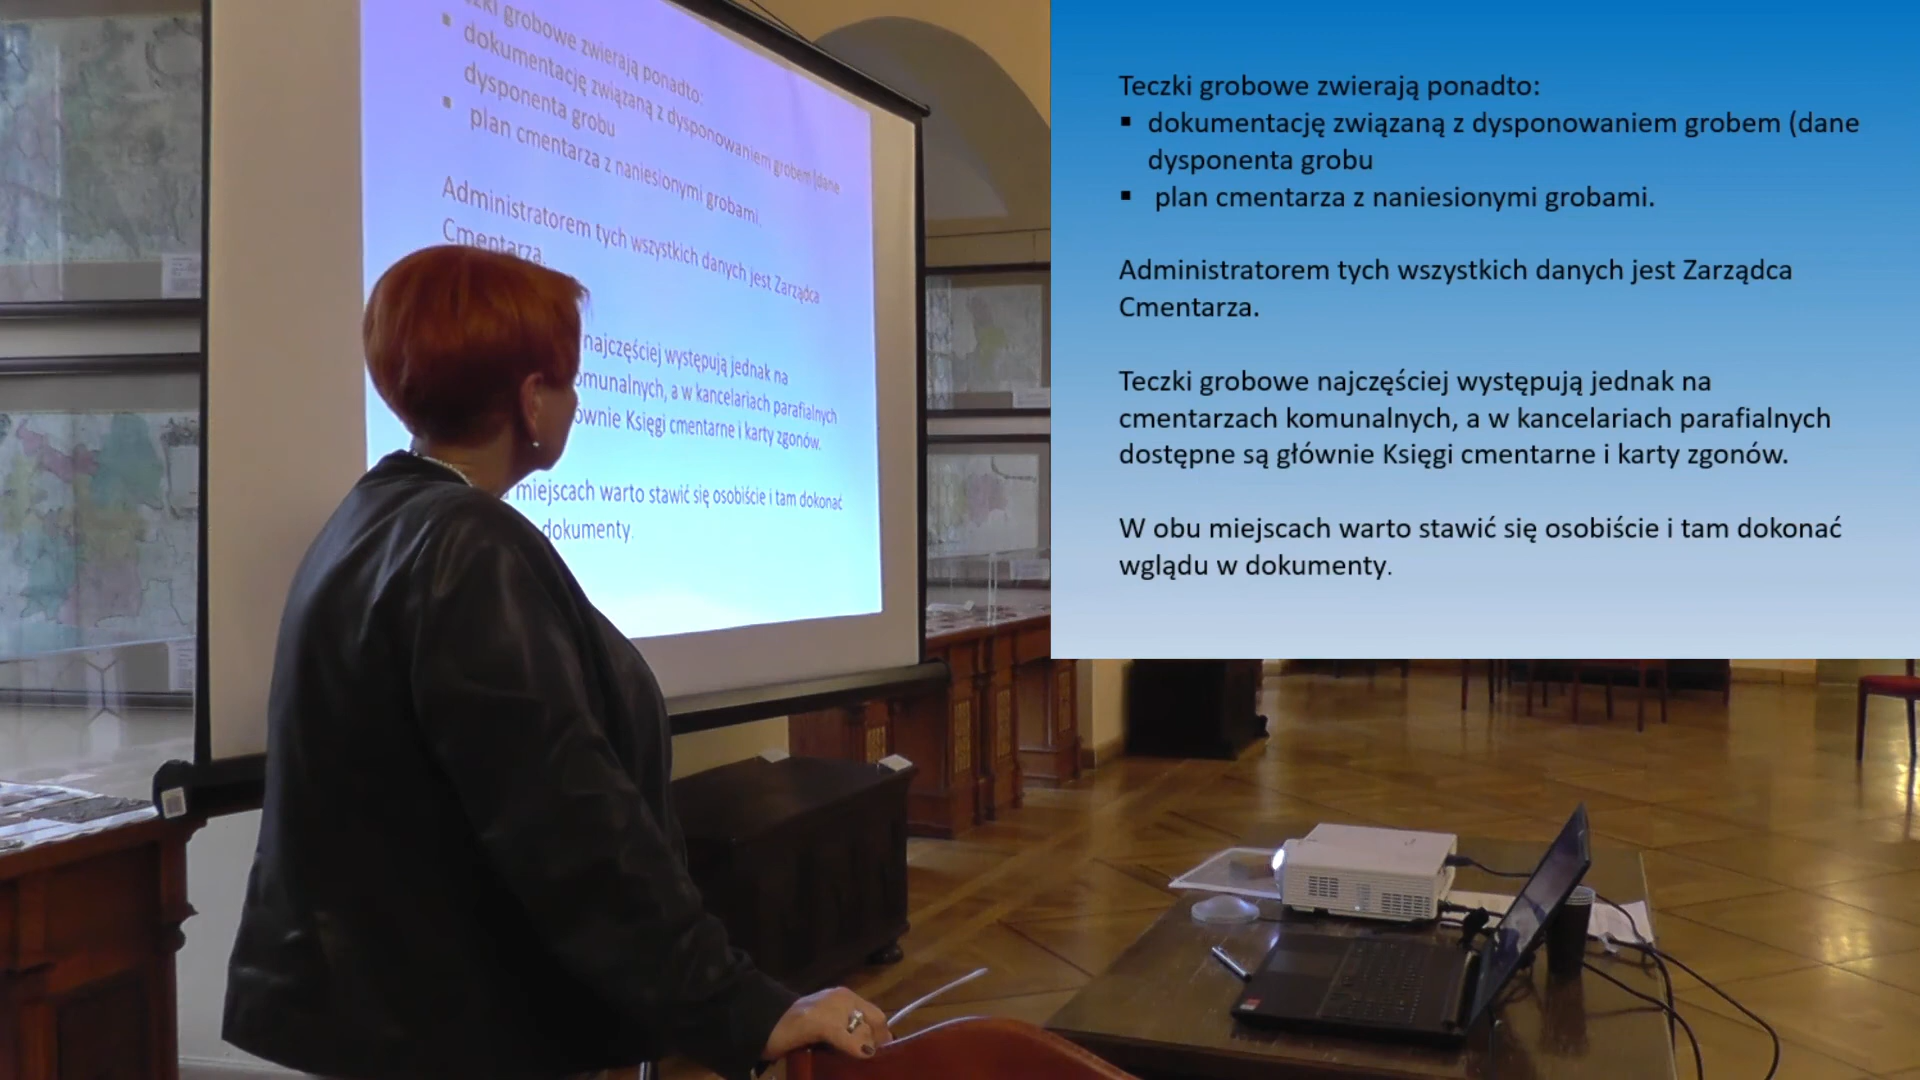 zki grobowe zwierają ponadto:
▪ dokumentację związaną z dysponowaniem grobem (dane
dysponenta grobu
▪ plan cmentarza z naniesionymi grobami.
Administratorem tych wszystkich danych jest Zarządca
Cmentarza.
najczęściej występują jednak na
omunalnych, a w kancelariach parafialnych
ównie Księgi cmentarne i karty zgonów.
miejscach warto stawić się osobiście i tam dokonać
dokumenty.
Teczki grobowe zwierają ponadto:
▪ dokumentację związaną z dysponowaniem grobem (dane
dysponenta grobu
▪ plan cmentarza z naniesionymi grobami.
Administratorem tych wszystkich danych jest Zarządca
Cmentarza.
Teczki grobowe najczęściej występują jednak na
cmentarzach komunalnych, a w kancelariach parafialnych
dostępne są głównie Księgi cmentarne i karty zgonów.
W obu miejscach warto stawić się osobiście i tam dokonać
wglądu w dokumenty.